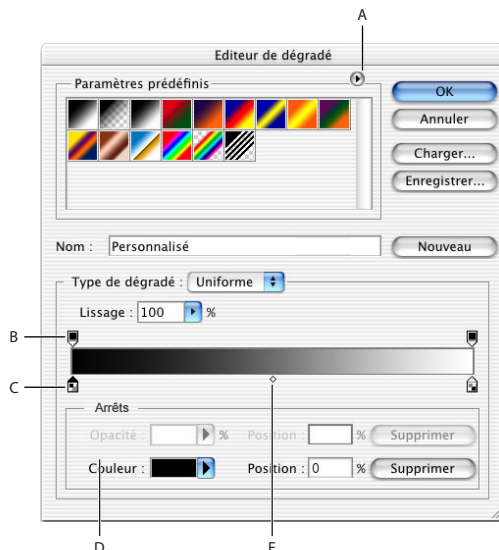 A
Editeur de dégradé
Paramètres prédéfinis
OK
Annuler
Charger...
Enregistrer...
Nom : Personnalisé
Nouveau
Type de dégradé : Uniforme
Lissage : 100 %
B
C
Arrêts
Opacité : % Position : % Supprimer
Couleur : Position : 0 % Supprimer
D